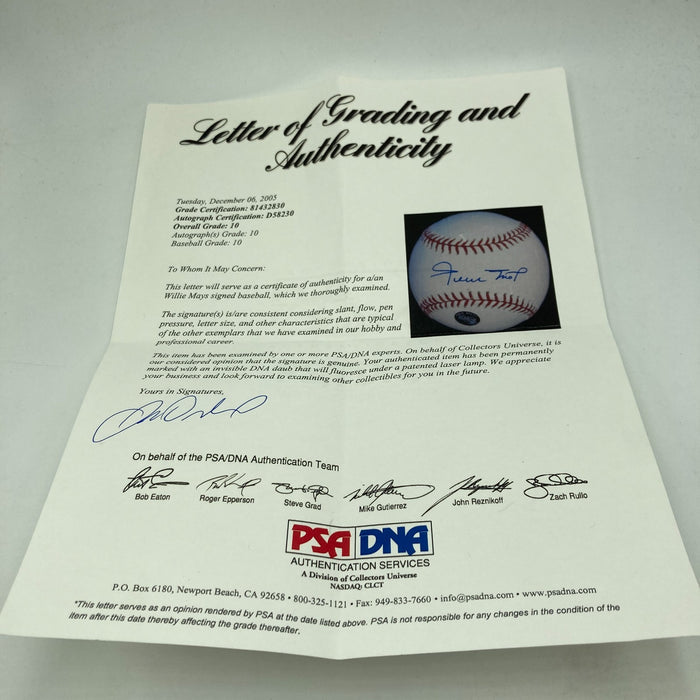 Letter of Grading and
Authenticity
Tuesday, December 06, 2005
Grade Certification: 81432830
Autograph Certification: D58230
Overall Grade: 10
Autograph(s) Grade: 10
Baseball Grade: 10
To Whom It May Concern:
This letter will serve as a certificate of authenticity for a/an
Willie Mays signed baseball, which we thoroughly examined.
The signature(s) is/are consistent considering slant, flow, pen
pressure, letter size, and other characteristics that are typical
of the other exemplars that we have examined in our hobby and
professional career.
This item has been examined by one or more PSA/DNA experts. On behalf of Collectors Universe, it is
our considered opinion that the signature is genuine. Your authenticated item has been permanently
marked with an invisible DNA daub that will fluoresce under a patented laser lamp. We appreciate
your business and look forward to examining other collectibles for you in the future.
Yours in Signatures,
On behalf of the PSA/DNA Authentication Team
Bob Eaton Roger Epperson Steve Grad Mike Gutierrez John Reznikoff Zach Rullo
PSA DNA
AUTHENTICATION SERVICES
A Division of Collectors Universe
NASDAQ: CLCT
P.O. Box 6180, Newport Beach, CA 92658 • 800-325-1121 • Fax: 949-833-7660 • info@psadna.com • www.psadna.com
*This letter serves as an opinion rendered by PSA at the date listed above. PSA is not responsible for any changes in the condition of the
item after this date thereby affecting the grade thereafter.